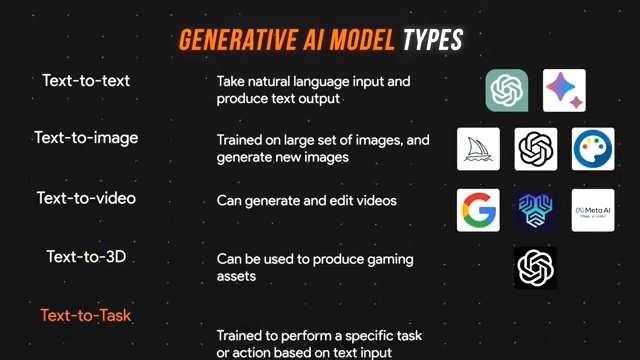 GENERATIVE AI MODEL TYPES
Text-to-text
Take natural language input and
produce text output
Text-to-image
Trained on large set of images, and
generate new images
Text-to-video
Can generate and edit videos
Meta AI
Make a video
Text-to-3D
Can be used to produce gaming
assets
Text-to-Task
Trained to perform a specific task
or action based on text input